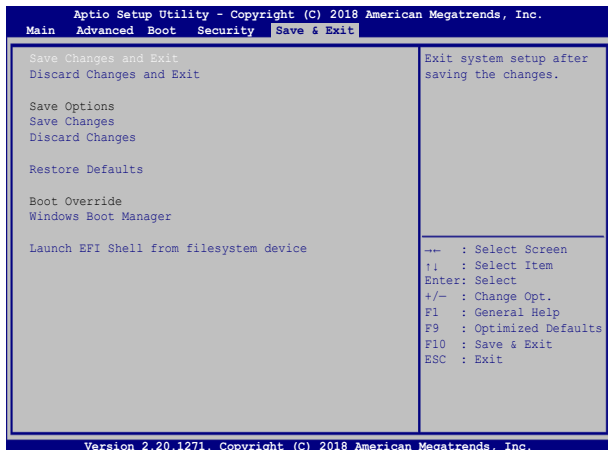 Aptio Setup Utility - Copyright (C) 2018 American Megatrends, Inc.
Main Advanced Boot Security Save & Exit
Save Changes and Exit
Discard Changes and Exit
Save Options
Save Changes
Discard Changes
Restore Defaults
Boot Override
Windows Boot Manager
Launch EFI Shell from filesystem device
Exit system setup after
saving the changes.
→← : Select Screen
↑↓ : Select Item
Enter: Select
+/— : Change Opt.
F1 : General Help
F9 : Optimized Defaults
F10 : Save & Exit
ESC : Exit
Version 2.20.1271. Copyright (C) 2018 American Megatrends, Inc.